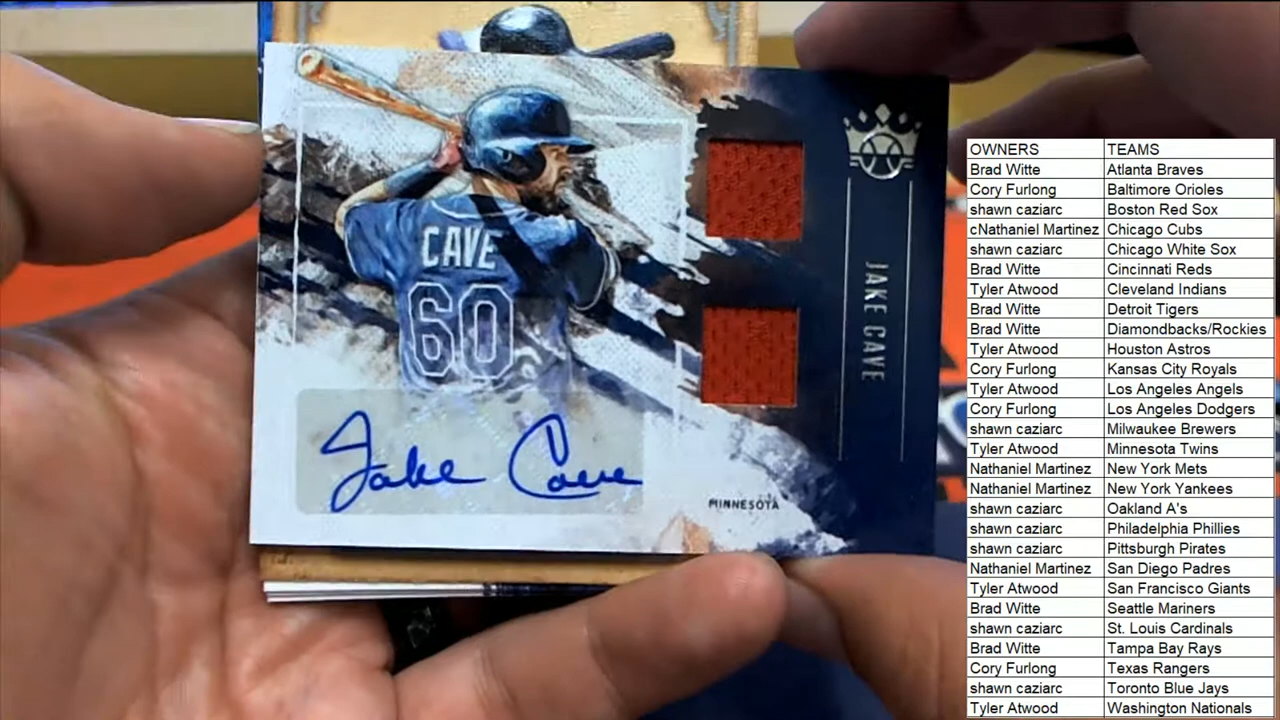 CAVE
60
Jake Cave
MINNESOTA
JAKE CAVE
OWNERS TEAMS
Brad Witte Atlanta Braves
Cory Furlong Baltimore Orioles
shawn caziarc Boston Red Sox
cNathaniel Martinez Chicago Cubs
shawn caziarc Chicago White Sox
Brad Witte Cincinnati Reds
Tyler Atwood Cleveland Indians
Brad Witte Detroit Tigers
Brad Witte Diamondbacks/Rockies
Tyler Atwood Houston Astros
Cory Furlong Kansas City Royals
Tyler Atwood Los Angeles Angels
Cory Furlong Los Angeles Dodgers
shawn caziarc Milwaukee Brewers
Tyler Atwood Minnesota Twins
Nathaniel Martinez New York Mets
Nathaniel Martinez New York Yankees
shawn caziarc Oakland A's
shawn caziarc Philadelphia Phillies
shawn caziarc Pittsburgh Pirates
Nathaniel Martinez San Diego Padres
Tyler Atwood San Francisco Giants
Brad Witte Seattle Mariners
shawn caziarc St. Louis Cardinals
Brad Witte Tampa Bay Rays
Cory Furlong Texas Rangers
shawn caziarc Toronto Blue Jays
Tyler Atwood Washington Nationals